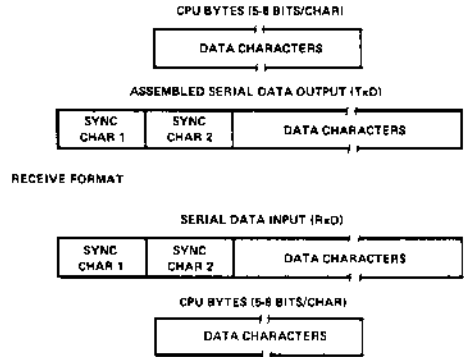 CPU BYTES (5-8 BITS/CHAR)
DATA CHARACTERS
ASSEMBLED SERIAL DATA OUTPUT (TxD)
SYNC CHAR 1
SYNC CHAR 2
DATA CHARACTERS
RECEIVE FORMAT
SERIAL DATA INPUT (RxD)
SYNC CHAR 1
SYNC CHAR 2
DATA CHARACTERS
CPU BYTES (5-8 BITS/CHAR)
DATA CHARACTERS